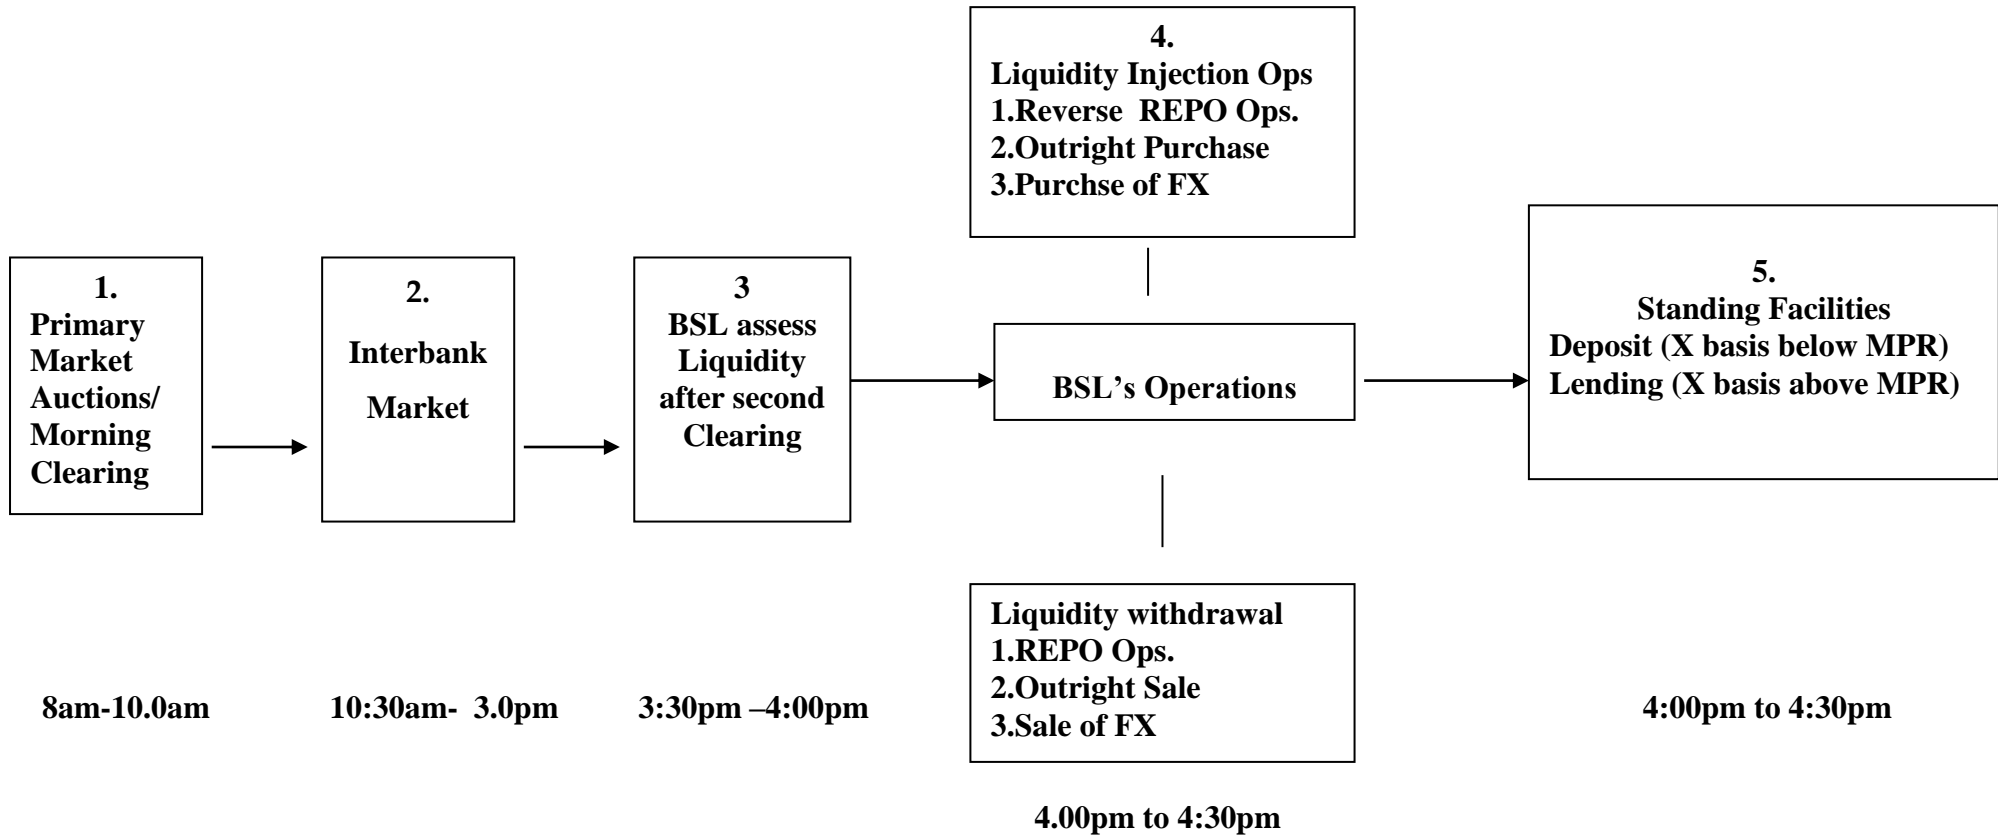 1.
Primary
Market
Auctions/
Morning
Clearing
2.
Interbank
Market
3
BSL assess
Liquidity
after second
Clearing
4.
Liquidity Injection Ops
1.Reverse REPO Ops.
2.Outright Purchase
3.Purchse of FX
BSL’s Operations
Liquidity withdrawal
1.REPO Ops.
2.Outright Sale
3.Sale of FX
5.
Standing Facilities
Deposit (X basis below MPR)
Lending (X basis above MPR)
8am-10.0am
10:30am- 3.0pm
3:30pm –4:00pm
4.00pm to 4:30pm
4:00pm to 4:30pm